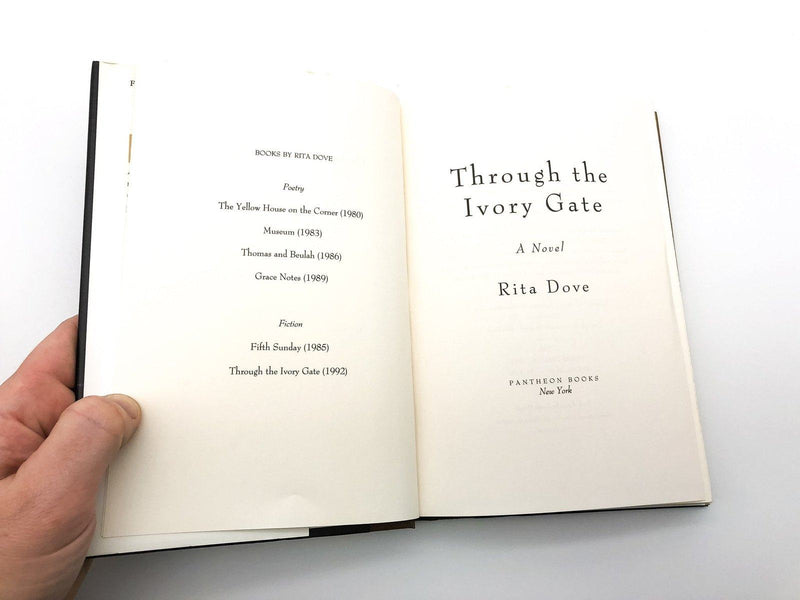 BOOKS BY RITA DOVE
Poetry
The Yellow House on the Corner (1980)
Museum (1983)
Thomas and Beulah (1986)
Grace Notes (1989)
Fiction
Fifth Sunday (1985)
Through the Ivory Gate (1992)
Through the
Ivory Gate
A Novel
Rita Dove
PANTHEON BOOKS
New York